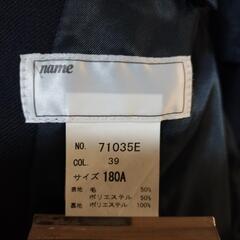 name
NO. 71035E
COL. 39
サイズ 180A
表地 毛 50%
ポリエステル 50%
裏地 ポリエステル 100%